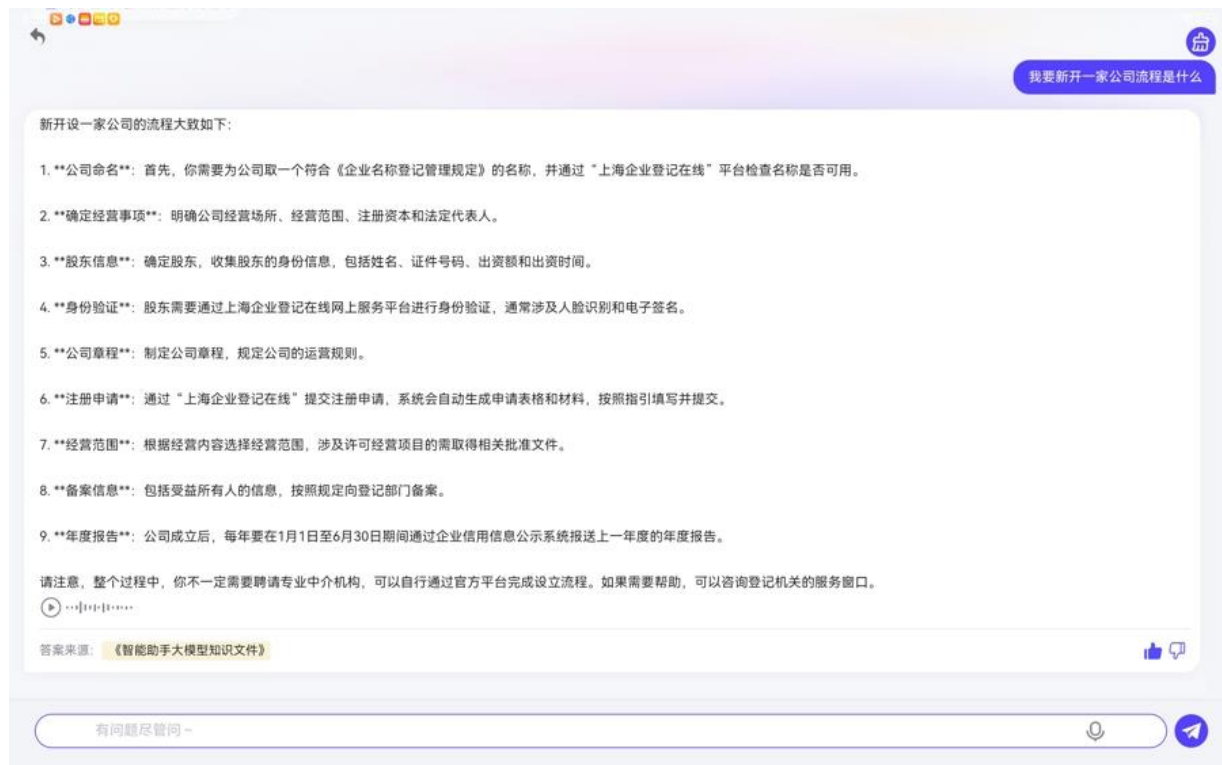 我要新开一家公司流程是什么
新开设一家公司的流程大致如下：
1. **公司命名**：首先，你需要为公司取一个符合《企业名称登记管理规定》的名称，并通过“上海企业登记在线”平台检查名称是否可用。
2. **确定经营事项**：明确公司经营场所、经营范围、注册资本和法定代表人。
3. **股东信息**：确定股东，收集股东的身份信息，包括姓名、证件号码、出资额和出资时间。
4. **身份验证**：股东需要通过上海企业登记在线网上服务平台进行身份验证，通常涉及人脸识别和电子签名。
5. **公司章程**：制定公司章程，规定公司的运营规则。
6. **注册申请**：通过“上海企业登记在线”提交注册申请，系统会自动生成申请表格和材料，按照指引填写并提交。
7. **经营范围**：根据经营内容选择经营范围，涉及许可经营项目的需取得相关批准文件。
8. **备案信息**：包括受益所有人的信息，按照规定向登记部门备案。
9. **年度报告**：公司成立后，每年要在1月1日至6月30日期间通过企业信用信息公示系统报送上一年度的年度报告。
请注意，整个过程中，你不一定需要聘请专业中介机构，可以自行通过官方平台完成设立流程。如果需要帮助，可以咨询登记机关的服务窗口。
答案来源： 《智能助手大模型知识文件》
有问题尽管问~